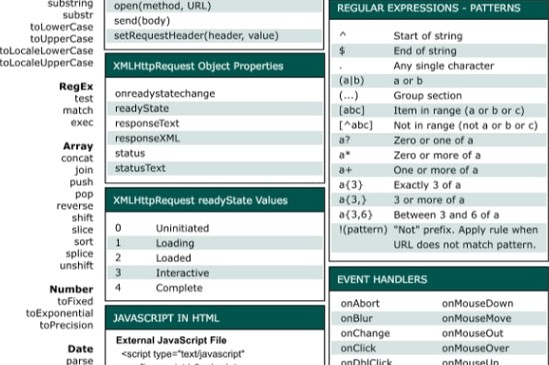 substring
substr
toLowerCase
toUpperCase
toLocaleLowerCase
toLocaleUpperCase
RegEx
test
match
exec
Array
concat
join
push
pop
reverse
shift
slice
sort
splice
unshift
Number
toFixed
toExponential
toPrecision
Date
parse
open(method, URL)
send(body)
setRequestHeader(header, value)
XMLHttpRequest Object Properties
onreadystatechange
readyState
responseText
responseXML
status
statusText
XMLHttpRequest readyState Values
0 Uninitiated
1 Loading
2 Loaded
3 Interactive
4 Complete
JAVASCRIPT IN HTML
External JavaScript File
<script type="text/javascript"
REGULAR EXPRESSIONS - PATTERNS
^ Start of string
$ End of string
. Any single character
(a|b) a or b
(...) Group section
[abc] Item in range (a or b or c)
[^abc] Not in range (not a or b or c)
a? Zero or one of a
a* Zero or more of a
a+ One or more of a
a{3} Exactly 3 of a
a{3,} 3 or more of a
a{3,6} Between 3 and 6 of a
!(pattern) "Not" prefix. Apply rule when
URL does not match pattern.
EVENT HANDLERS
onAbort onMouseDown
onBlur onMouseMove
onChange onMouseOut
onClick onMouseOver
onDblClick onMouseUp